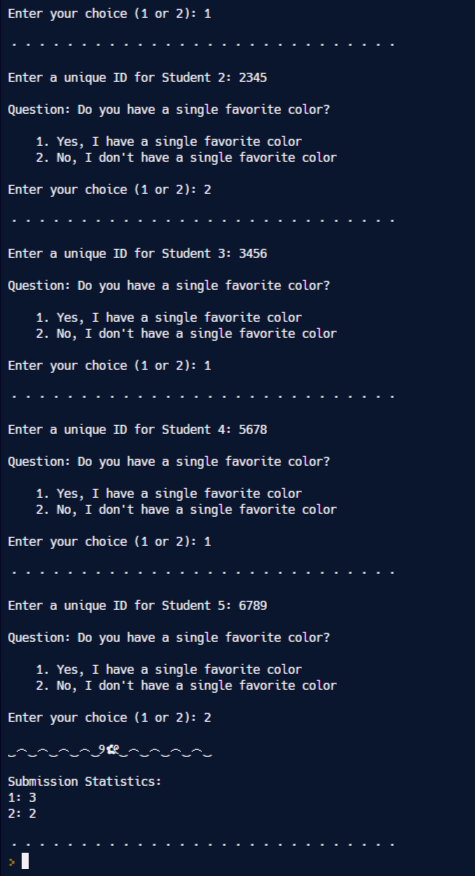 Enter your choice (1 or 2): 1
. . . . . . . . . . . . . . . . . . . . . . . . . . . .
Enter a unique ID for Student 2: 2345
Question: Do you have a single favorite color?
1. Yes, I have a single favorite color
2. No, I don't have a single favorite color
Enter your choice (1 or 2): 2
. . . . . . . . . . . . . . . . . . . . . . . . . . . .
Enter a unique ID for Student 3: 3456
Question: Do you have a single favorite color?
1. Yes, I have a single favorite color
2. No, I don't have a single favorite color
Enter your choice (1 or 2): 1
. . . . . . . . . . . . . . . . . . . . . . . . . . . .
Enter a unique ID for Student 4: 5678
Question: Do you have a single favorite color?
1. Yes, I have a single favorite color
2. No, I don't have a single favorite color
Enter your choice (1 or 2): 1
. . . . . . . . . . . . . . . . . . . . . . . . . . . .
Enter a unique ID for Student 5: 6789
Question: Do you have a single favorite color?
1. Yes, I have a single favorite color
2. No, I don't have a single favorite color
Enter your choice (1 or 2): 2
‿︵‿︵‿︵‿︵‿୨✿୧‿︵‿︵‿︵‿︵‿
Submission Statistics:
1: 3
2: 2
. . . . . . . . . . . . . . . . . . . . . . . . . . . .
>